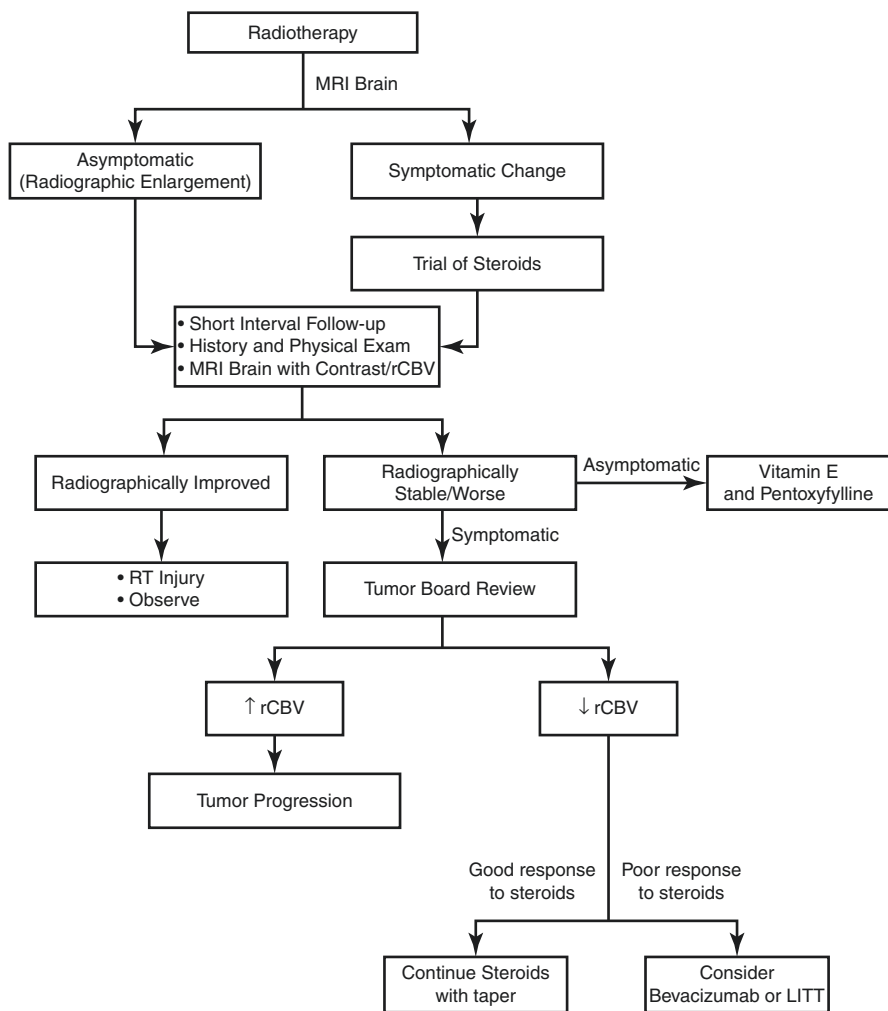 Radiotherapy
MRI Brain
Asymptomatic
(Radiographic Enlargement)
Symptomatic Change
Trial of Steroids
• Short Interval Follow-up
• History and Physical Exam
• MRI Brain with Contrast/rCBV
Radiographically Improved
Radiographically
Stable/Worse
Asymptomatic
Vitamin E
and Pentoxyfylline
Symptomatic
• RT Injury
• Observe
Tumor Board Review
↑ rCBV
↓ rCBV
Tumor Progression
Good response
to steroids
Poor response
to steroids
Continue Steroids
with taper
Consider
Bevacizumab or LITT